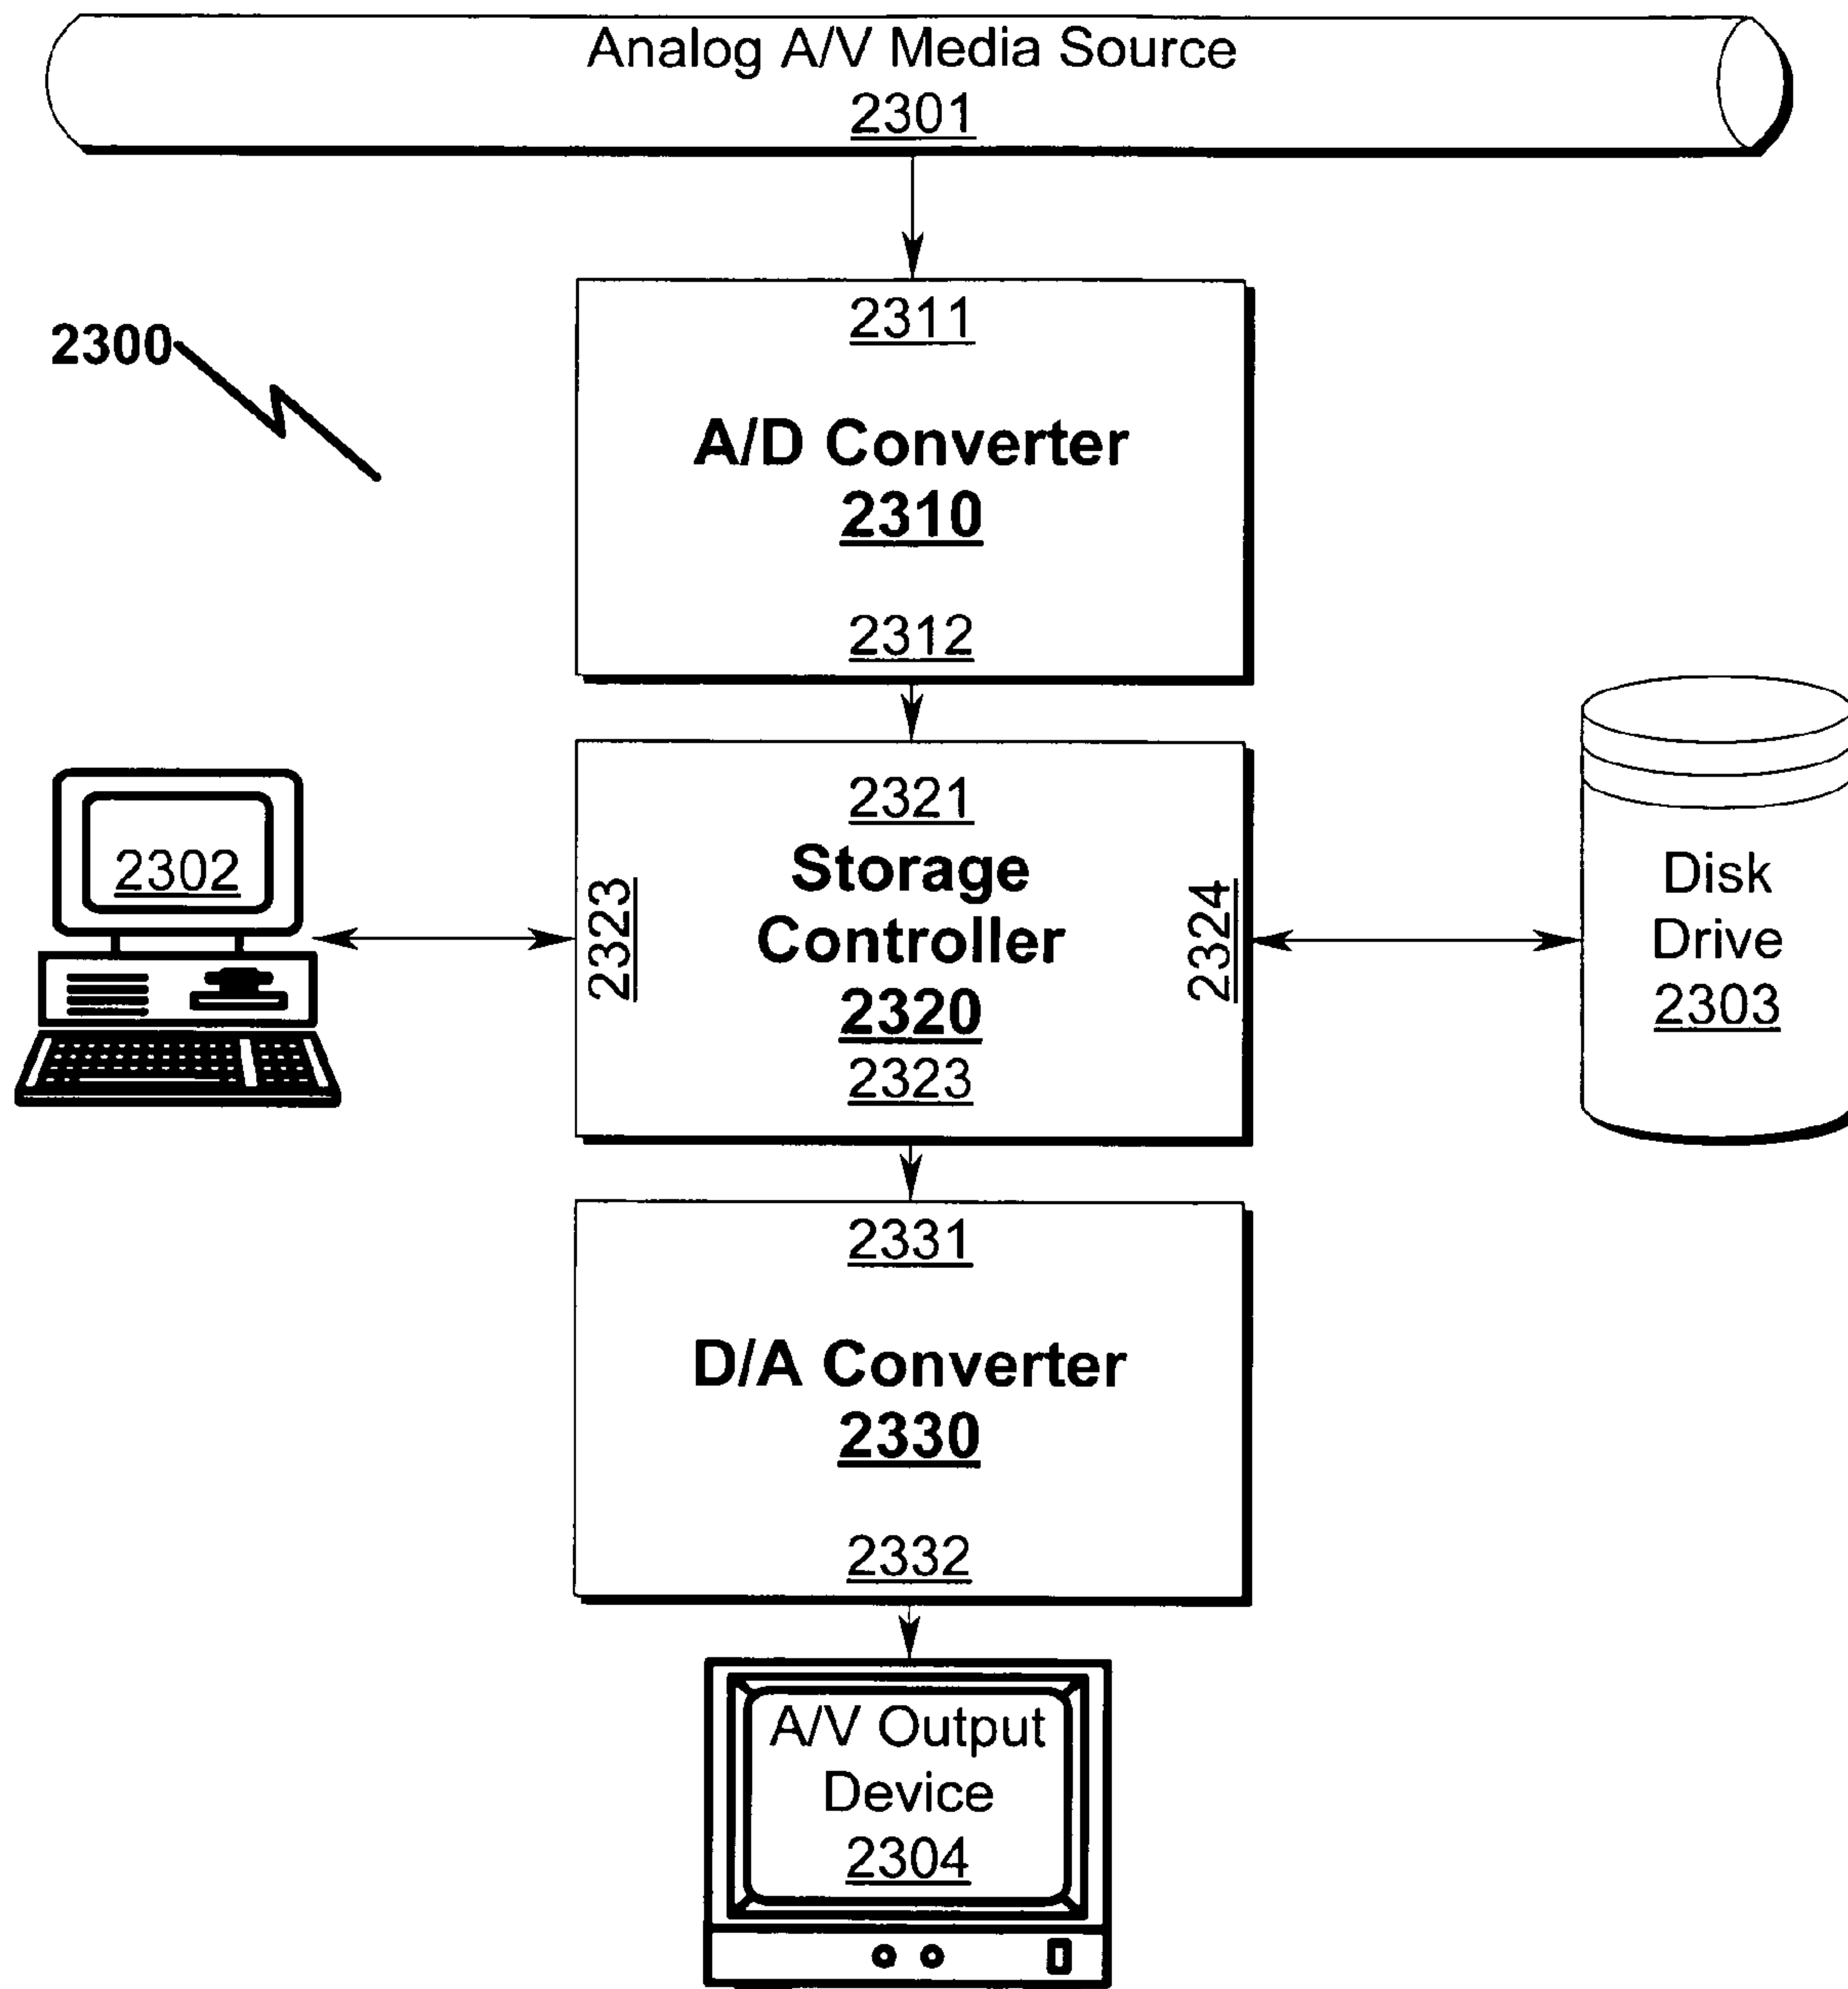 Analog A/V Media Source
2301
2300
2311
A/D Converter
2310
2312
2302
2323
2321
Storage
Controller
2320
2323
2324
Disk
Drive
2303
2331
D/A Converter
2330
2332
A/V Output
Device
2304